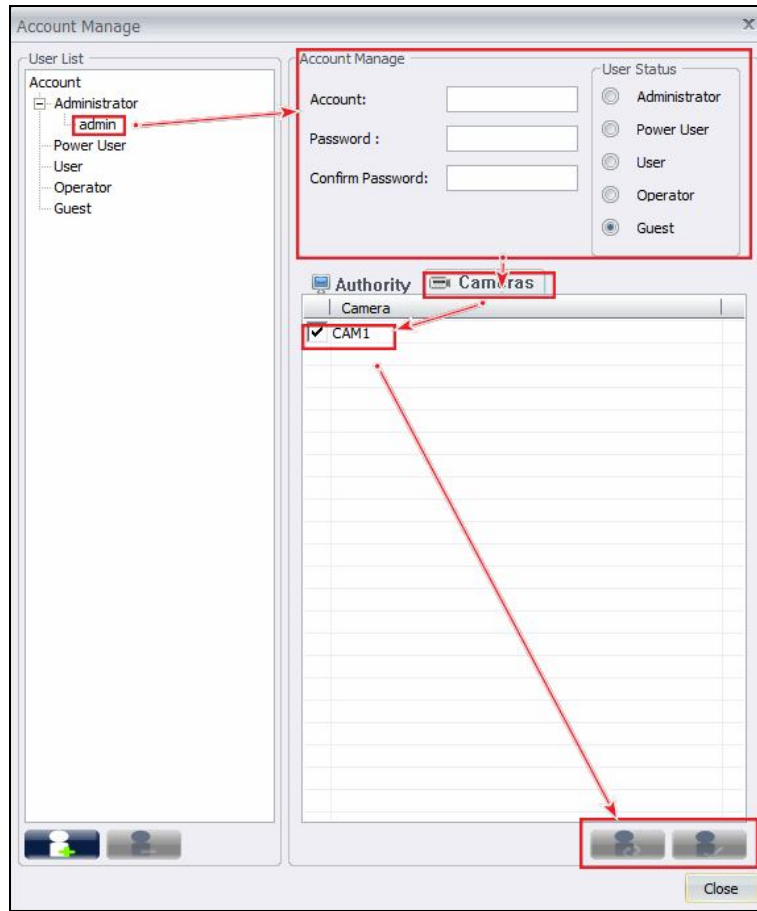 Account Manage
x
User List
Account
Administrator
admin
Power User
User
Operator
Guest
Account Manage
Account:
Password :
Confirm Password:
User Status
Administrator
Power User
User
Operator
Guest
Authority
Cameras
Camera
CAM1
Close